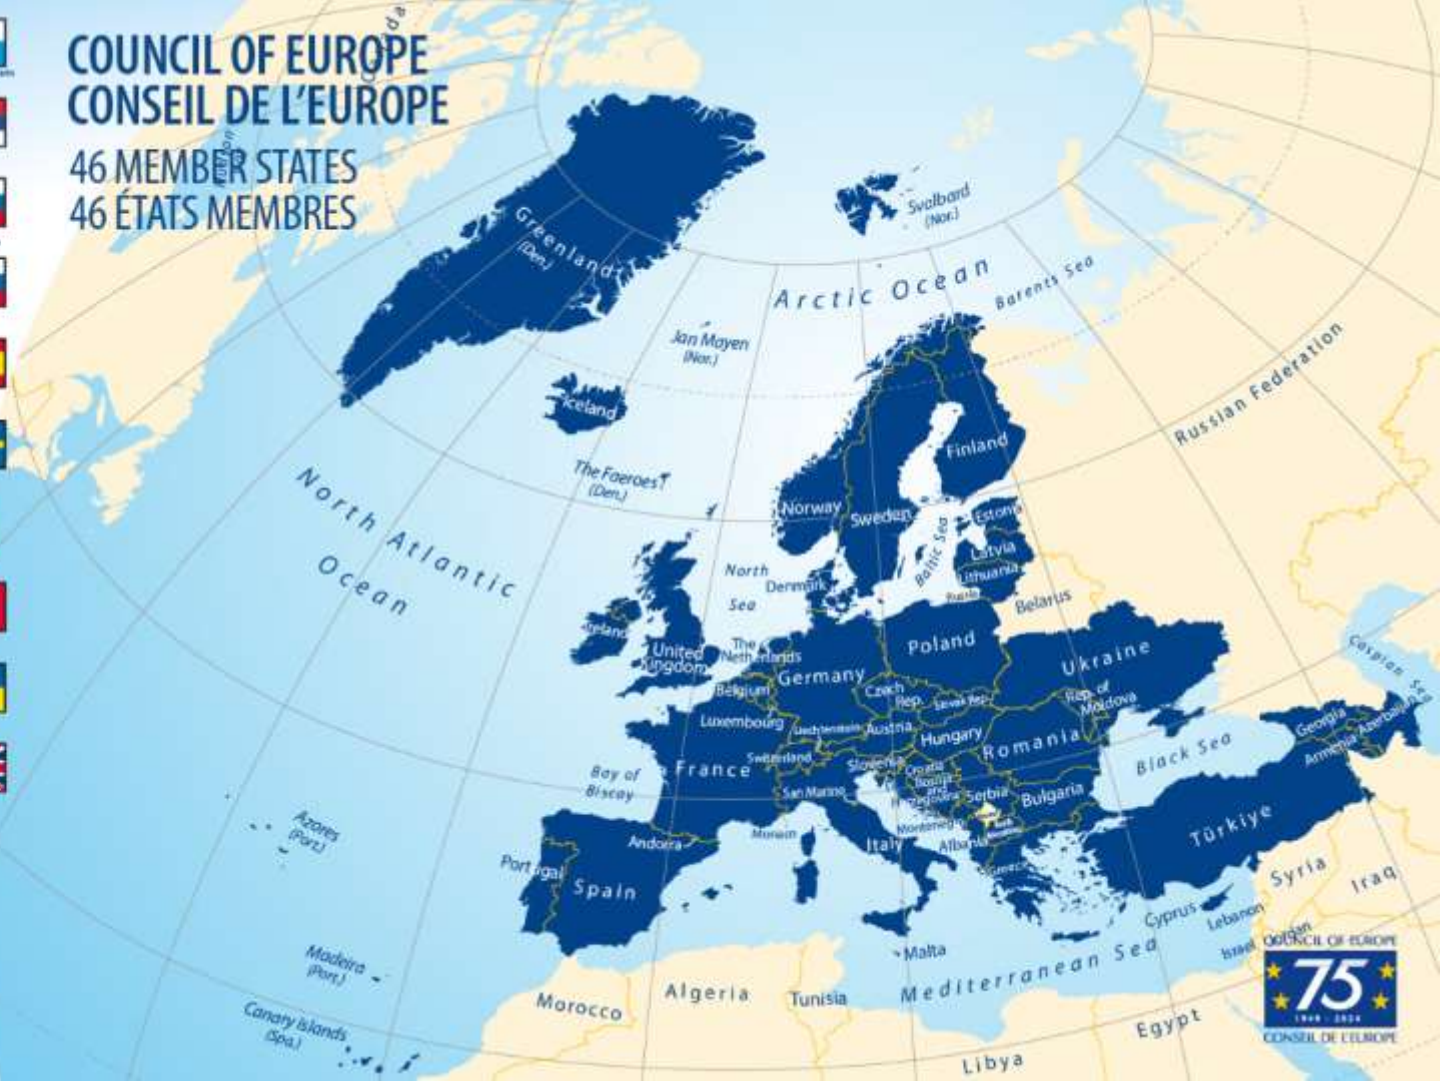 COUNCIL OF EUROPE
CONSEIL DE L'EUROPE
46 MEMBER STATES
46 ÉTATS MEMBRES
Greenland
(Den.)
Svalbard
(Nor.)
Arctic Ocean
Barents Sea
Jan Mayen
(Nor.)
Iceland
Russian Federation
Finland
The Faeroes
(Den.)
North Atlantic
Ocean
Norway
Sweden
Baltic Sea
Latvia
Lithuania
Russia
Belarus
North
Sea
Denmark
Ireland
United
Kingdom
The
Netherlands
Poland
Ukraine
Germany
Belgium
Czech
Rep.
Slovak Rep.
Rep. of
Moldova
Caspian Sea
Luxembourg
Liechtenstein
Austria
Hungary
Romania
Georgia
Azerbaijan
Armenia
Black Sea
Switzerland
Slovenia
Croatia
France
Bay of
Biscay
Bosnia
and
Herzegovina
San Marino
Serbia
Bulgaria
Montenegro
Türkiye
Azores
(Port.)
Monaco
Andorra
Italy
Albania
Greece
Portugal
Spain
Syria
Iraq
Cyprus
Lebanon
Israel
Jordan
Malta
Mediterranean Sea
Madeira
(Port.)
Canary Islands
(Spa.)
Morocco
Algeria
Tunisia
Libya
Egypt
COUNCIL OF EUROPE
75
1949 - 2024
CONSEIL DE L'EUROPE